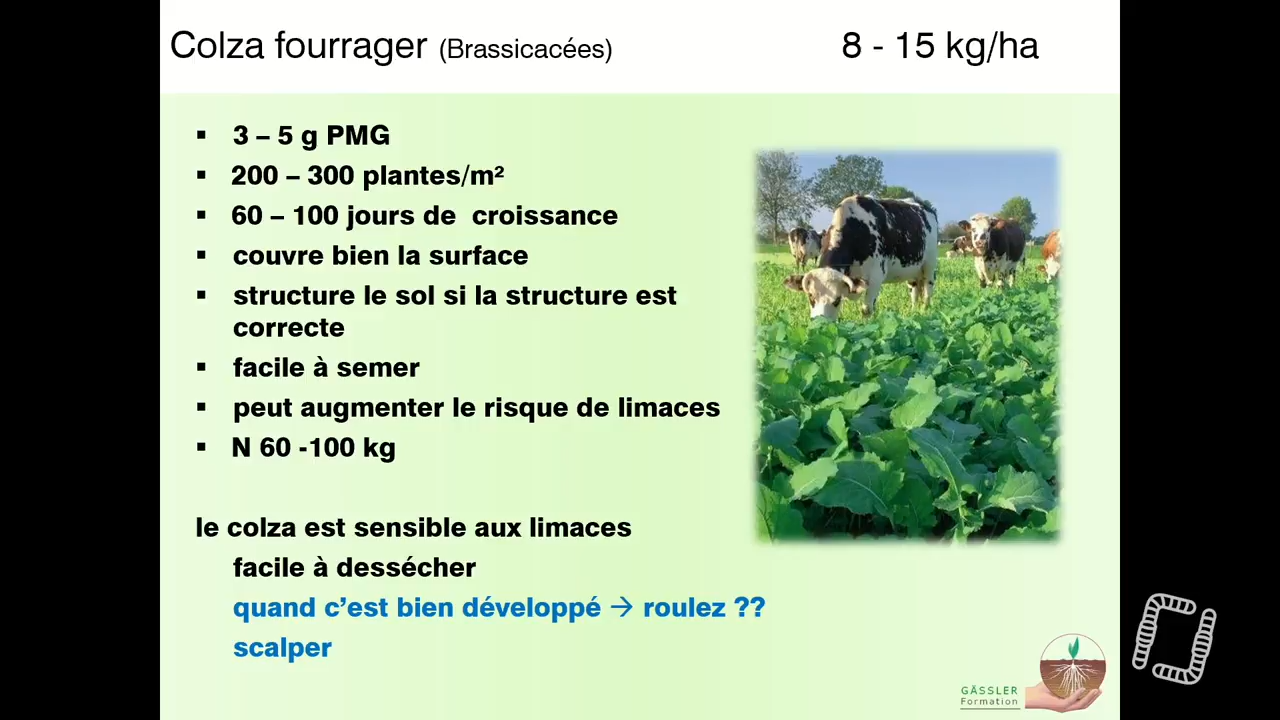 Colza fourrager (Brassicacées) 8 - 15 kg/ha
▪ 3 – 5 g PMG
▪ 200 – 300 plantes/m²
▪ 60 – 100 jours de croissance
▪ couvre bien la surface
▪ structure le sol si la structure est
correcte
▪ facile à semer
▪ peut augmenter le risque de limaces
▪ N 60 -100 kg
le colza est sensible aux limaces
facile à dessécher
quand c’est bien développé → roulez ??
scalper
GÄSSLER
Formation